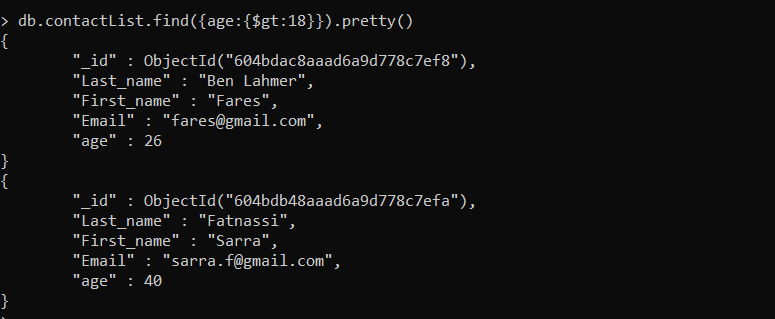 > db.contactList.find({age:{$gt:18}}).pretty()
{
        "_id" : ObjectId("604bdac8aaad6a9d778c7ef8"),
        "Last_name" : "Ben Lahmer",
        "First_name" : "Fares",
        "Email" : "fares@gmail.com",
        "age" : 26
}
{
        "_id" : ObjectId("604bdb48aaad6a9d778c7efa"),
        "Last_name" : "Fatnassi",
        "First_name" : "Sarra",
        "Email" : "sarra.f@gmail.com",
        "age" : 40
}